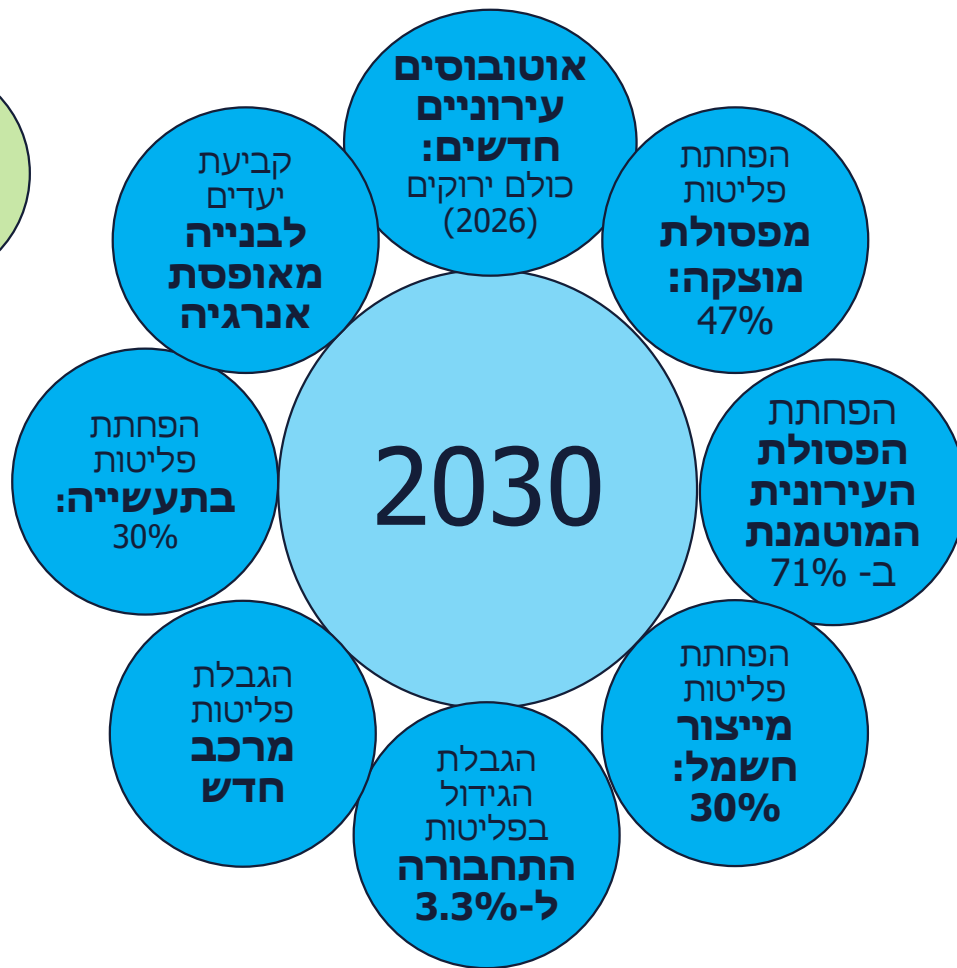 אוטובוסים
עירוניים
חדשים:
כולם ירוקים
(2026)
הפחתת
פליטות
מפסולת
מוצקה:
47%
הפחתת
הפסולת
העירונית
המוטמנת
ב- 71%
הפחתת
פליטות
מייצור
חשמל:
30%
הגבלת
הגידול
בפליטות
התחבורה
ל-3.3%
הגבלת
פליטות
מרכב
חדש
הפחתת
פליטות
בתעשייה:
30%
קביעת
יעדים
לבנייה
מאופסת
אנרגיה
2030